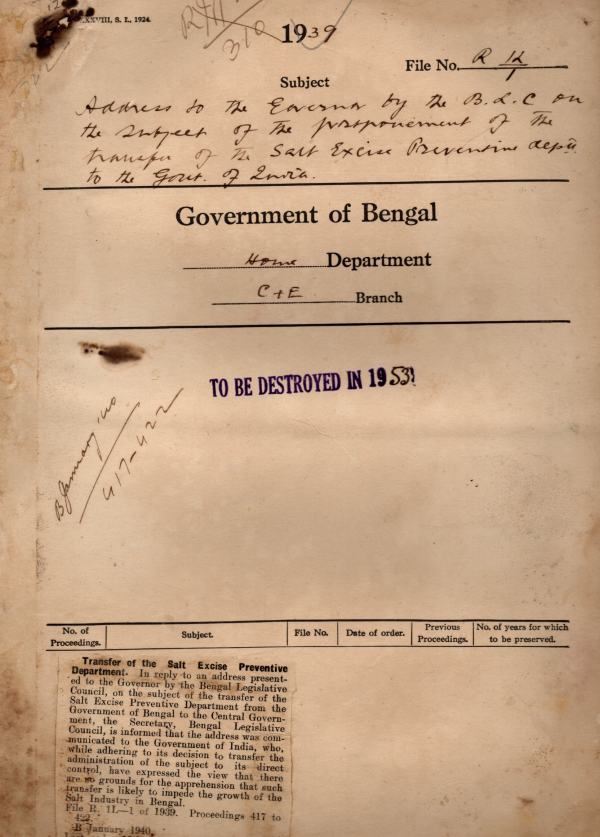 XXVIII, S. L., 1924.
310
1939
File No. R 1L/1
Subject
Address to the Governor by the B.L.C on
the subject of the postponement of the
transfer of the Salt Excise Preventive deptt.
to the Govt. of India.
Government of Bengal
Home Department
C + E Branch
TO BE DESTROYED IN 1953
B January '40
417-422
No. of Proceedings.
Subject.
File No.
Date of order.
Previous Proceedings.
No. of years for which to be preserved.
Transfer of the Salt Excise Preventive
Department. In reply to an address present-
ed to the Governor by the Bengal Legislative
Council, on the subject of the transfer of the
Salt Excise Preventive Department from the
Government of Bengal to the Central Govern-
ment, the Secretary, Bengal Legislative
Council, is informed that the address was com-
municated to the Government of India, who,
while adhering to its decision to transfer the
administration of the subject to its direct
control, have expressed the view that there
are no grounds for the apprehension that such
transfer is likely to impede the growth of the
Salt Industry in Bengal.
File R. 1L—1 of 1939. Proceedings 417 to
422.
B January 1940.